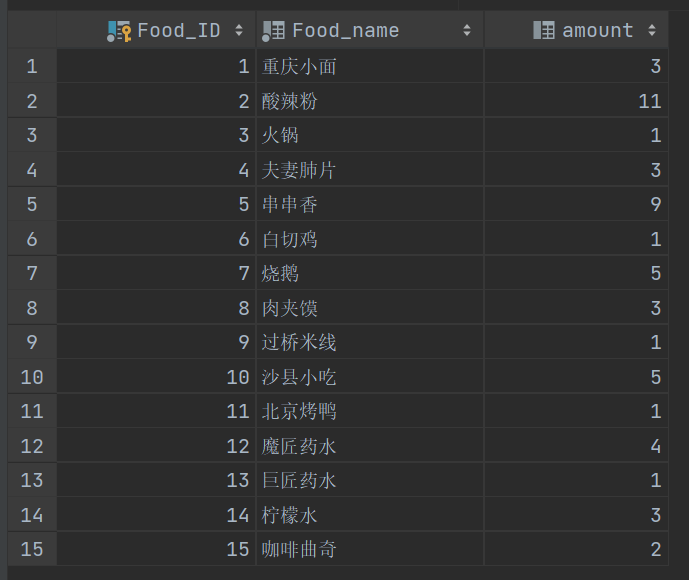 Food_ID Food_name amount
1 1 重庆小面 3
2 2 酸辣粉 11
3 3 火锅 1
4 4 夫妻肺片 3
5 5 串串香 9
6 6 白切鸡 1
7 7 烧鹅 5
8 8 肉夹馍 3
9 9 过桥米线 1
10 10 沙县小吃 5
11 11 北京烤鸭 1
12 12 魔匠药水 4
13 13 巨匠药水 1
14 14 柠檬水 3
15 15 咖啡曲奇 2